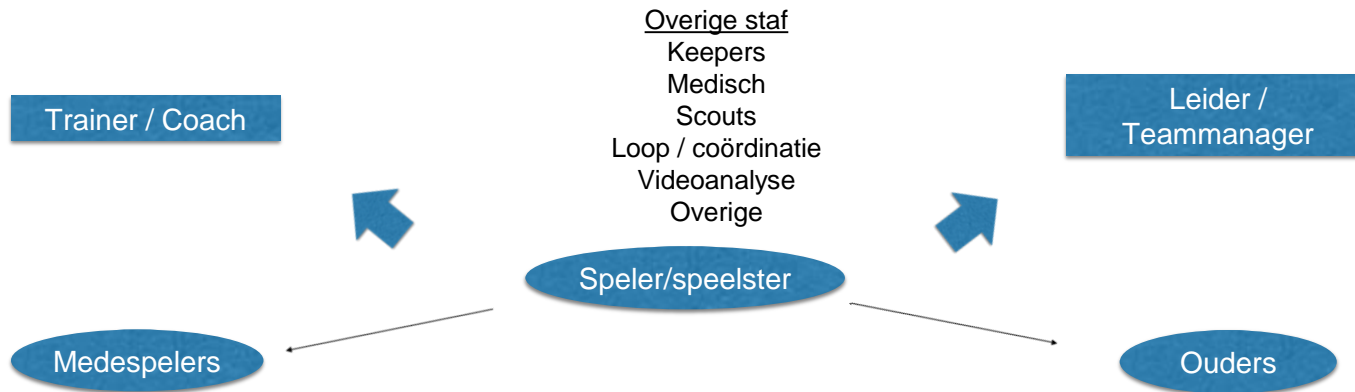 Overige staf
Keepers
Medisch
Scouts
Loop / coördinatie
Videoanalyse
Overige
Trainer / Coach
Leider /
Teammanager
Speler/speelster
Medespelers
Ouders